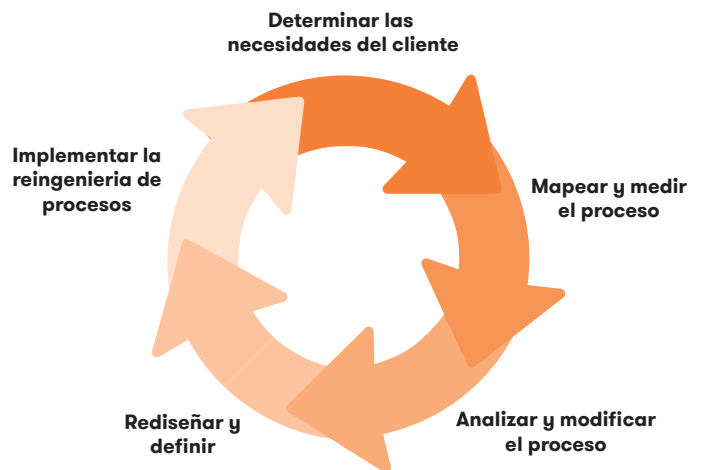 Determinar las
necesidades del cliente
Mapear y medir
el proceso
Analizar y modificar
el proceso
Rediseñar y
definir
Implementar la
reingenieria de
procesos